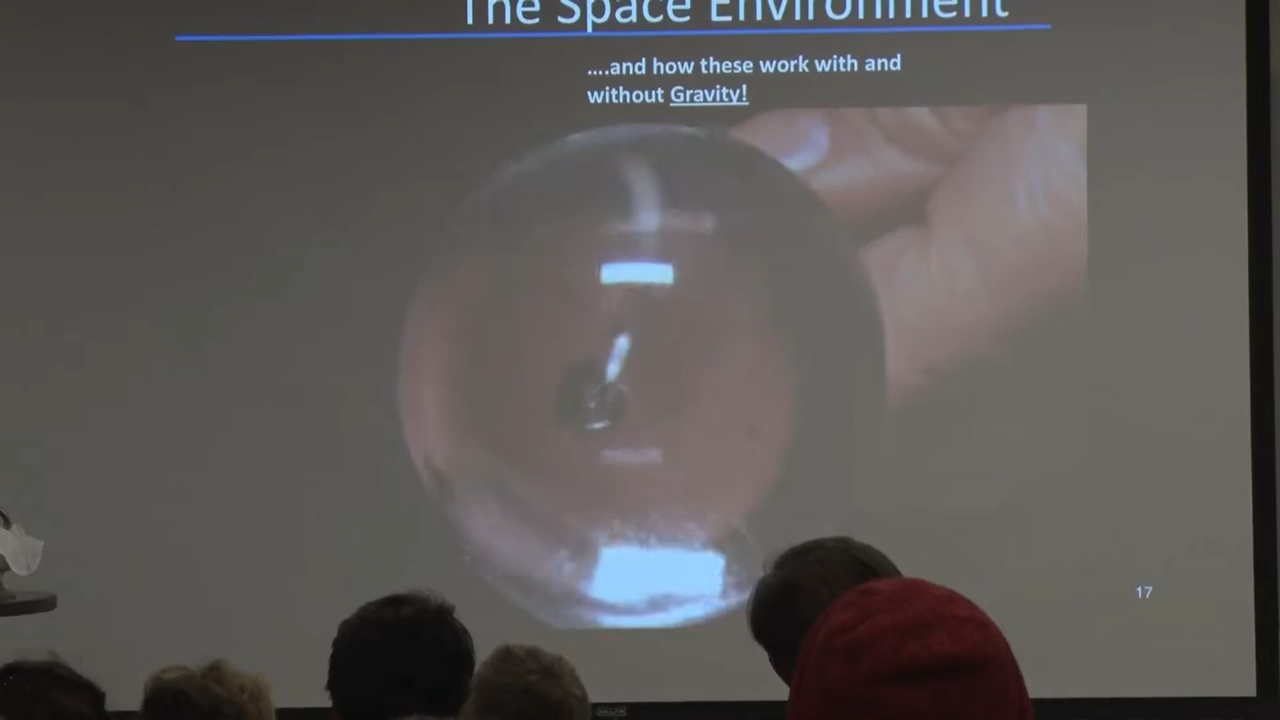 The Space Environment
....and how these work with and
without Gravity!
17